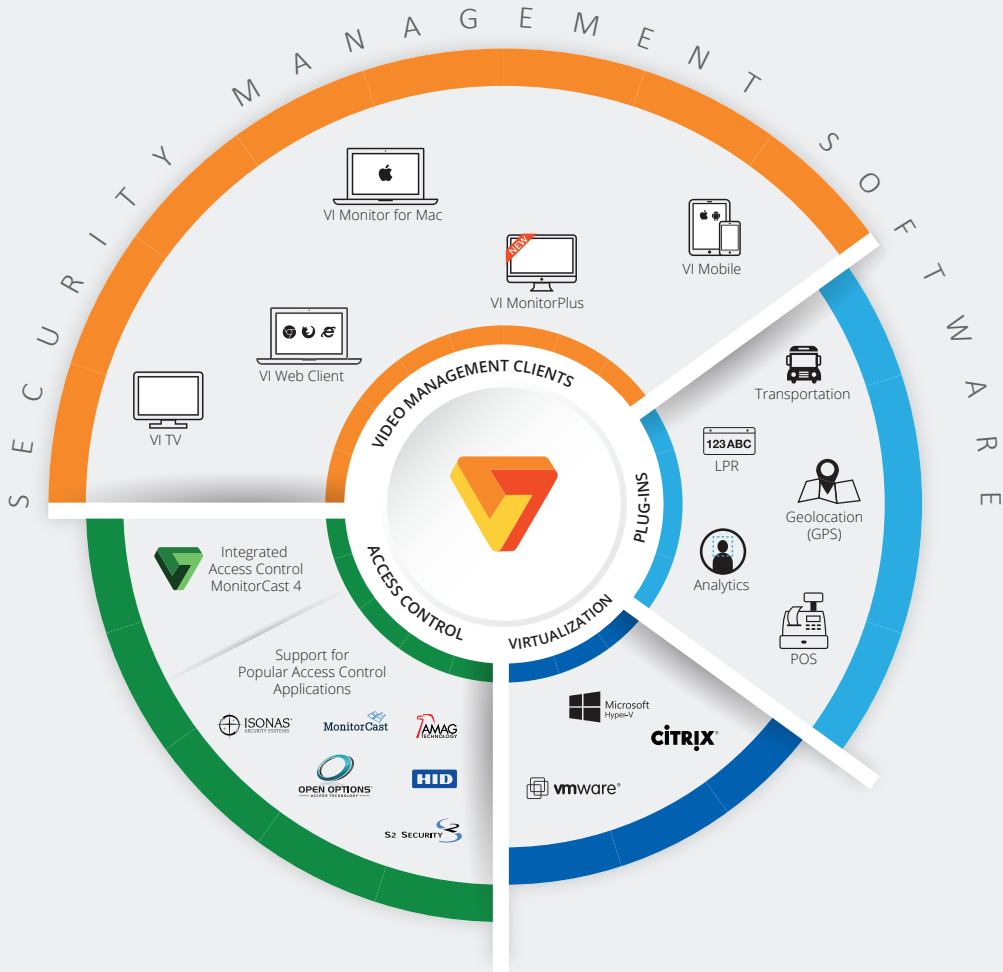 SECURITY MANAGEMENT SOFTWARE
VI Monitor for Mac
NEW
VI MonitorPlus
VI Mobile
VI Web Client
VI TV
VIDEO MANAGEMENT CLIENTS
PLUG-INS
VIRTUALIZATION
ACCESS CONTROL
Transportation
123 ABC
LPR
Geolocation
(GPS)
Analytics
POS
Integrated
Access Control
MonitorCast 4
Support for
Popular Access Control
Applications
ISONAS
SECURITY SYSTEMS
MonitorCast
AMAG
TECHNOLOGY
OPEN OPTIONS
ACCESS TECHNOLOGY
HID
S2 SECURITY
Microsoft
Hyper-V
CITRIX®
vmware®